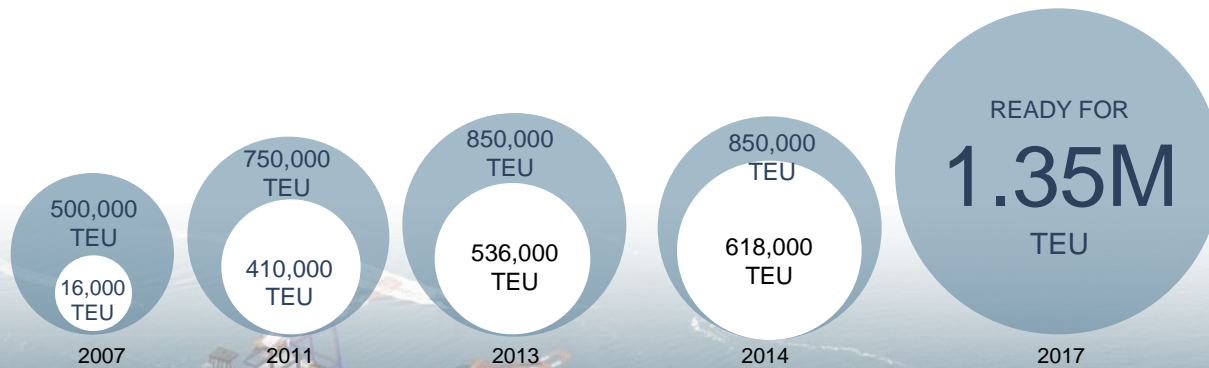 500,000
TEU
16,000
TEU
2007
750,000
TEU
410,000
TEU
2011
850,000
TEU
536,000
TEU
2013
850,000
TEU
618,000
TEU
2014
READY FOR
1.35M
TEU
2017